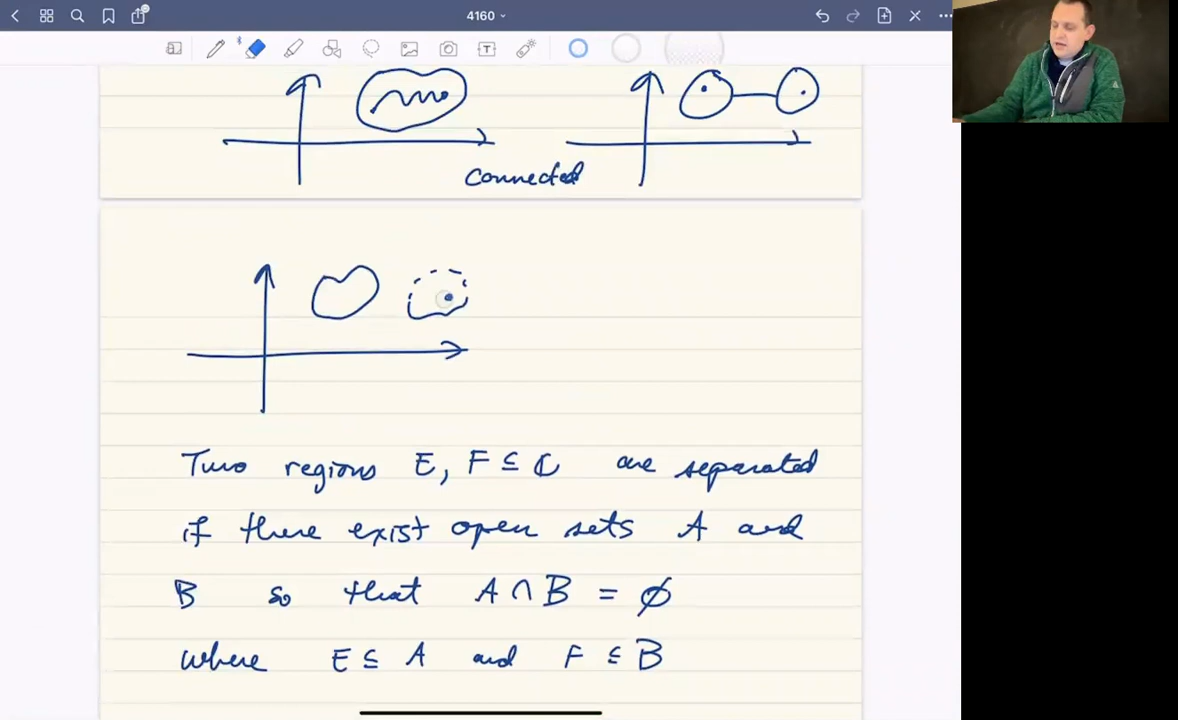 4160
Connected
Two regions E, F ⊆ ℂ are separated
if there exist open sets A and
B so that A ∩ B = ∅
where E ⊆ A and F ⊆ B